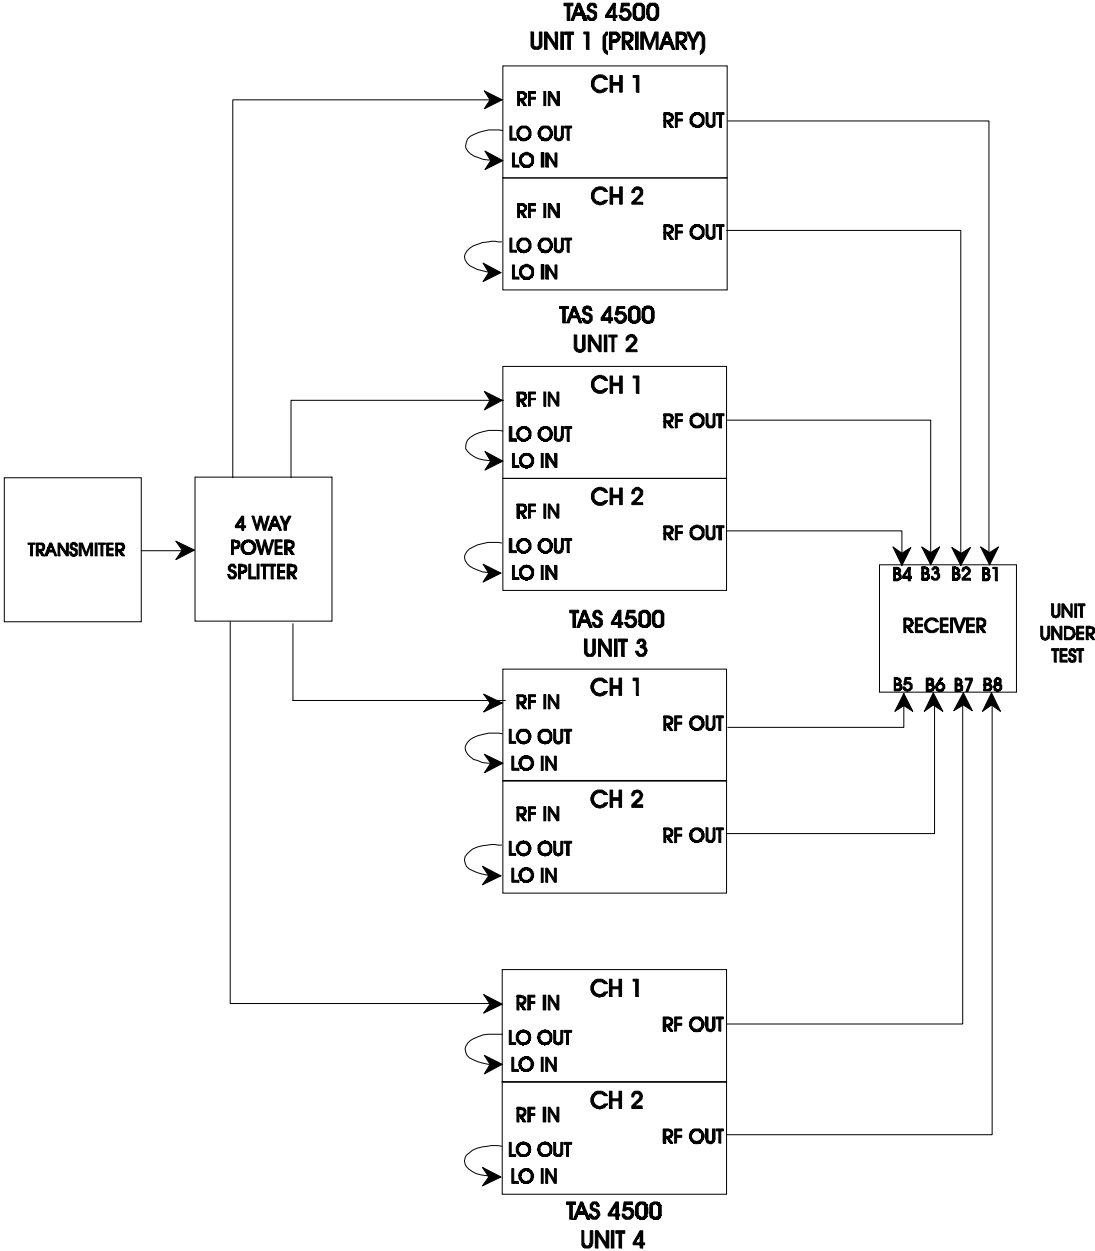 TAS 4500
UNIT 1 (PRIMARY)
CH 1
RF IN
RF OUT
LO OUT
LO IN
CH 2
RF IN
RF OUT
LO OUT
LO IN
TAS 4500
UNIT 2
CH 1
RF IN
RF OUT
LO OUT
LO IN
CH 2
RF IN
RF OUT
LO OUT
LO IN
TRANSMITER
4 WAY
POWER
SPLITTER
B4 B3 B2 B1
RECEIVER
B5 B6 B7 B8
UNIT
UNDER
TEST
TAS 4500
UNIT 3
CH 1
RF IN
RF OUT
LO OUT
LO IN
CH 2
RF IN
RF OUT
LO OUT
LO IN
CH 1
RF IN
RF OUT
LO OUT
LO IN
CH 2
RF IN
RF OUT
LO OUT
LO IN
TAS 4500
UNIT 4